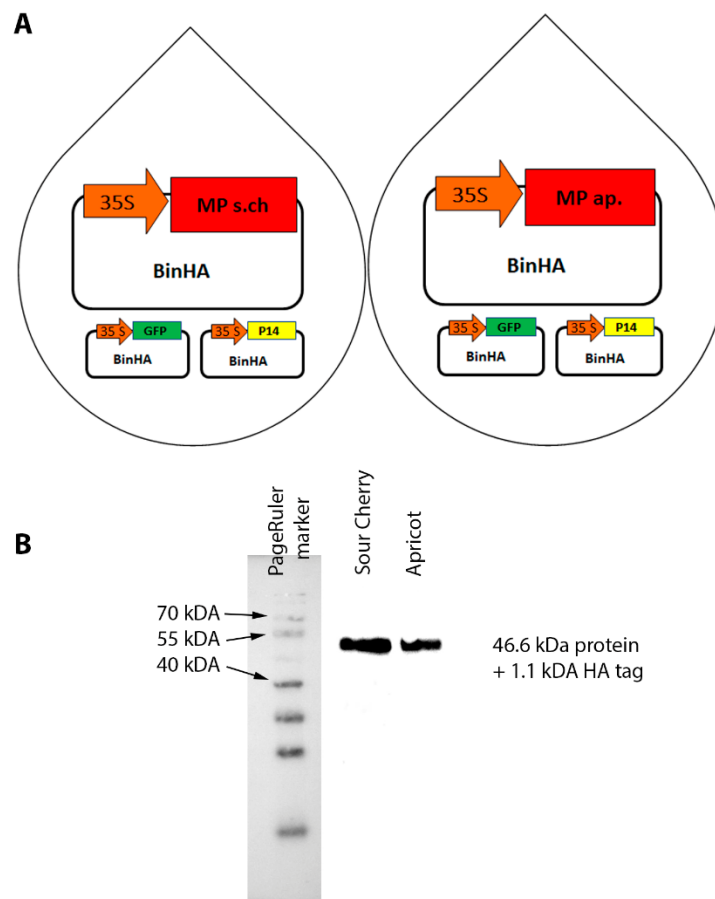 A
35S
MP s.ch
BinHA
35 S
GFP
BinHA
35 S
P14
BinHA
35S
MP ap.
BinHA
35 S
GFP
BinHA
35 S
P14
BinHA
B
PageRuler
marker
Sour Cherry
Apricot
70 kDA
55 kDA
40 kDA
46.6 kDa protein
+ 1.1 kDA HA tag